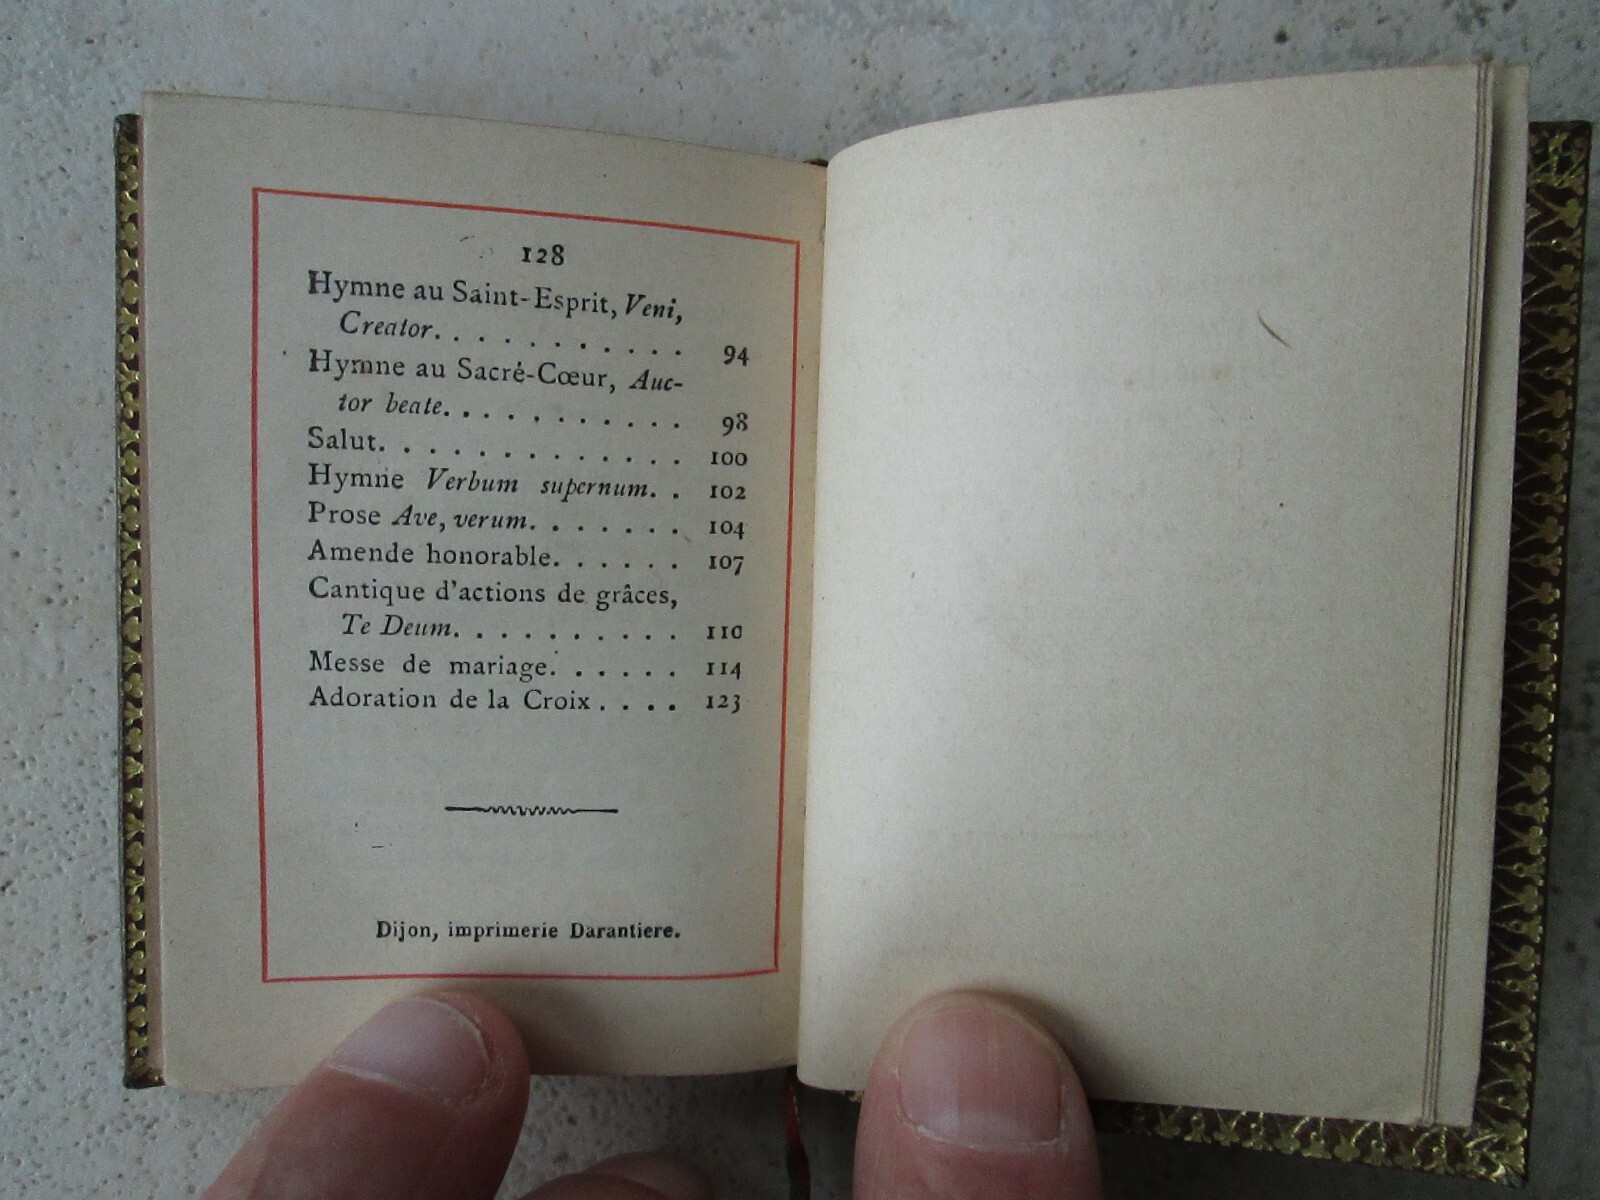 128
Hymne au Saint-Esprit, Veni,
Creator. . . . . . . . . . . 94
Hymne au Sacré-Cœur, Auc-
tor beate. . . . . . . . . . . 98
Salut. . . . . . . . . . . . . 100
Hymne Verbum supernum. . 102
Prose Ave, verum. . . . . . . 104
Amende honorable. . . . . . 107
Cantique d'actions de grâces,
Te Deum. . . . . . . . . . 110
Messe de mariage. . . . . . 114
Adoration de la Croix . . . . 123
Dijon, imprimerie Darantiere.